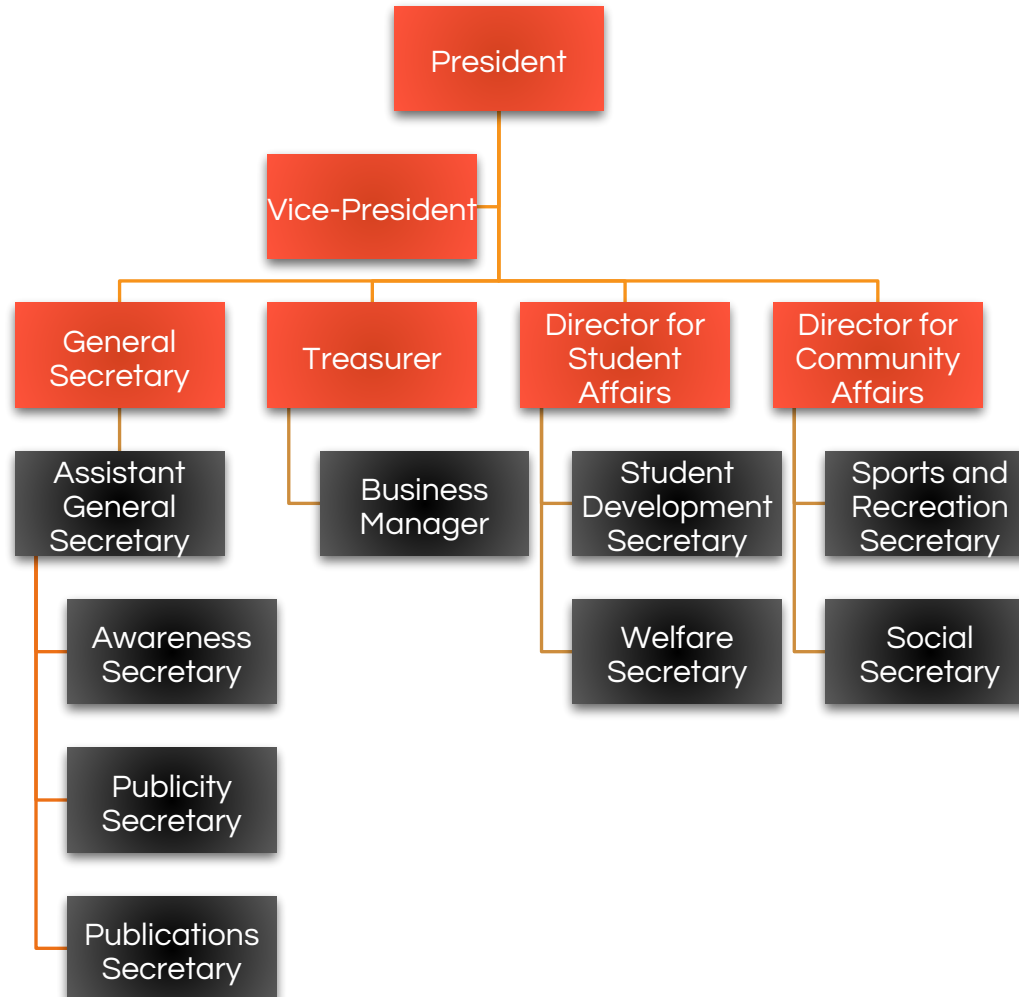 President
Vice-President
General
Secretary
Treasurer
Director for
Student
Affairs
Director for
Community
Affairs
Assistant
General
Secretary
Business
Manager
Student
Development
Secretary
Sports and
Recreation
Secretary
Awareness
Secretary
Welfare
Secretary
Social
Secretary
Publicity
Secretary
Publications
Secretary